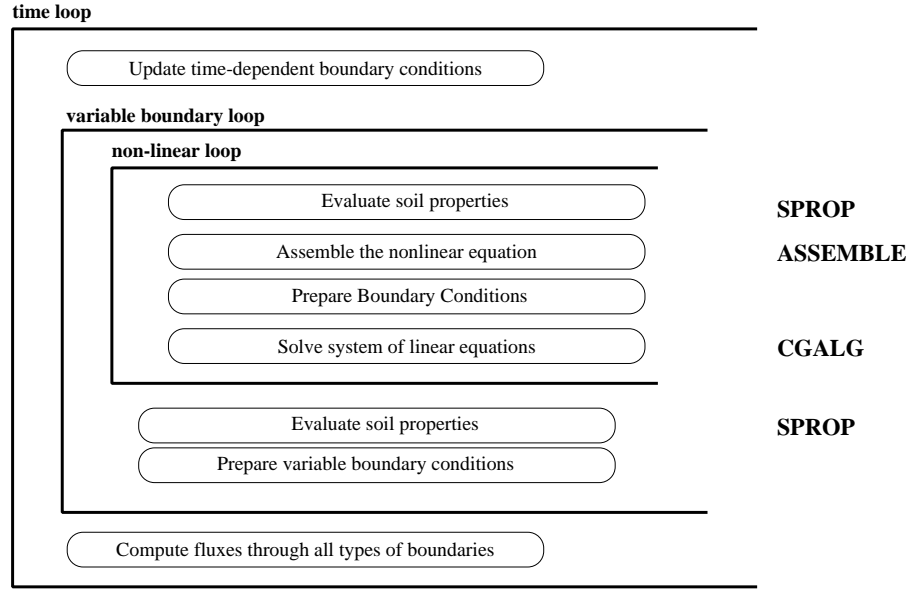 time loop
Update time-dependent boundary conditions
variable boundary loop
non-linear loop
Evaluate soil properties
SPROP
Assemble the nonlinear equation
ASSEMBLE
Prepare Boundary Conditions
Solve system of linear equations
CGALG
Evaluate soil properties
SPROP
Prepare variable boundary conditions
Compute fluxes through all types of boundaries